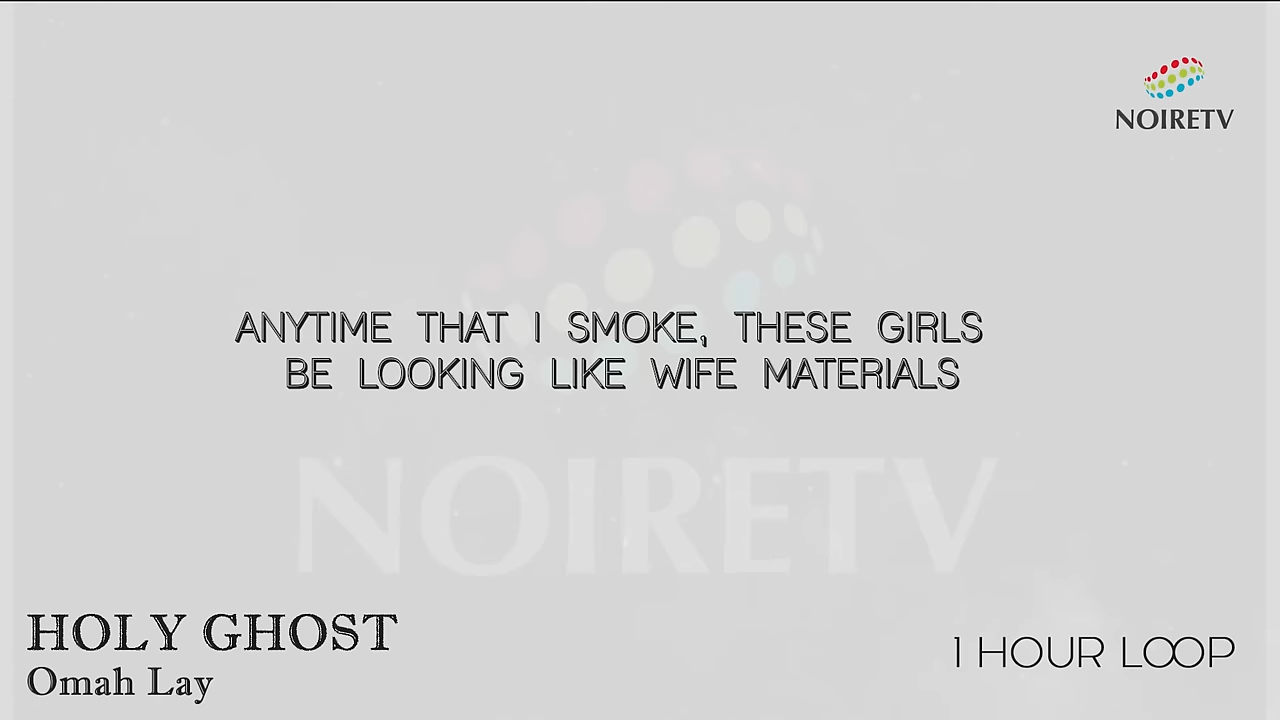 NOIRETV
ANYTIME THAT I SMOKE, THESE GIRLS
BE LOOKING LIKE WIFE MATERIALS
NOIRETV
HOLY GHOST
Omah Lay
1 HOUR LOOP